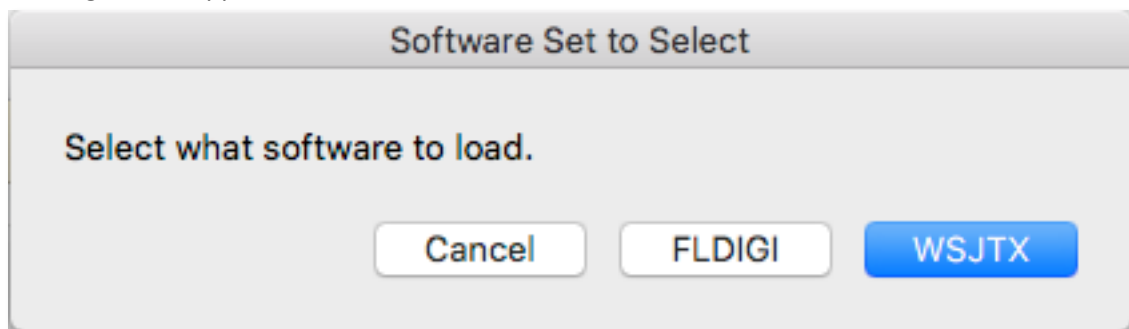 Software Set to Select
Select what software to load.
Cancel FLDIGI WSJTX